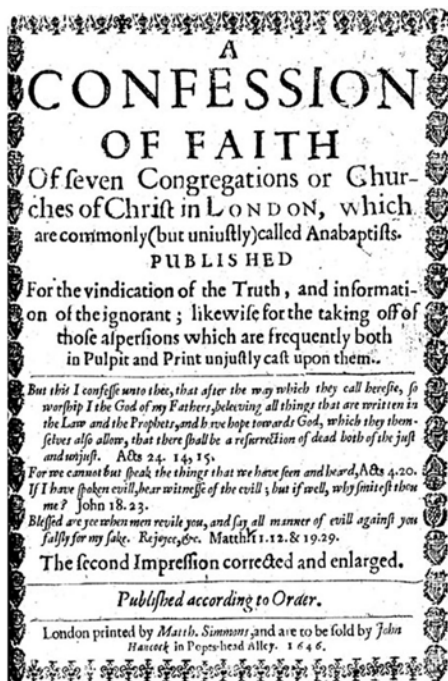 A
CONFESSION
OF FAITH
Of ſeven Congregations or Chur-
ches of Chriſt in LONDON, which
are commonly (but uniuſtly) called Anabaptiſts.
PUBLISHED
For the vindication of the Truth, and informati-
on of the ignorant ; likewiſe for the taking off of
thoſe aſperſions which are frequently both
in Pulpit and Print unjuſtly caſt upon them.
But this I confeſſe unto thee, that after the way which they call hereſie, ſo
worſhip I the God of my Fathers, beleeving all things that are written in
the Law and the Prophets, and have hope towards God, which they them-
ſelves alſo allow, that there ſhall be a reſurrection of dead both of the juſt
and unjuſt. Acts 24. 14, 15.
For we cannot but ſpeak the things that we have ſeen and heard, Acts 4.20.
If I have ſpoken evill, bear witneſſe of the evill ; but if well, why ſmiteſt thou
me? John 18.23.
Bleſſed are yee when men revile you, and ſay all manner of evill againſt you
falſly for my ſake. Rejoyce, &c. Matth 1.12. & 19.29.
The ſecond Impreſſion corrected and enlarged.
Publiſhed according to Order.
London printed by Matth. Simmons, and are to be ſold by John
Hancock in Popes-head Alley. 1646.